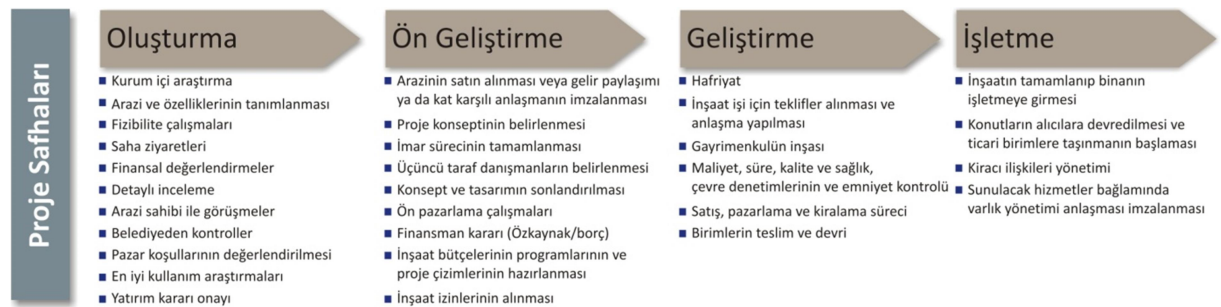 Proje Safhaları
Oluşturma
■ Kurum içi araştırma
■ Arazi ve özelliklerinin tanımlanması
■ Fizibilite çalışmaları
■ Saha ziyaretleri
■ Finansal değerlendirmeler
■ Detaylı inceleme
■ Arazi sahibi ile görüşmeler
■ Belediyeden kontroller
■ Pazar koşullarının değerlendirilmesi
■ En iyi kullanım araştırmaları
■ Yatırım kararı onayı
Ön Geliştirme
■ Arazinin satın alınması veya gelir paylaşımı
ya da kat karşılı anlaşmanın imzalanması
■ Proje konseptinin belirlenmesi
■ İmar sürecinin tamamlanması
■ Üçüncü taraf danışmanların belirlenmesi
■ Konsept ve tasarımın sonlandırılması
■ Ön pazarlama çalışmaları
■ Finansman kararı (Özkaynak/borç)
■ İnşaat bütçelerinin programlarının ve
proje çizimlerinin hazırlanması
■ İnşaat izinlerinin alınması
Geliştirme
■ Hafriyat
■ İnşaat işi için teklifler alınması ve
anlaşma yapılması
■ Gayrimenkulün inşası
■ Maliyet, süre, kalite ve sağlık,
çevre denetimlerinin ve emniyet kontrolü
■ Satış, pazarlama ve kiralama süreci
■ Birimlerin teslim ve devri
İşletme
■ İnşaatın tamamlanıp binanın
işletmeye girmesi
■ Konutların alıcılara devredilmesi ve
ticari birimlere taşınmanın başlaması
■ Kiracı ilişkileri yönetimi
■ Sunulacak hizmetler bağlamında
varlık yönetimi anlaşması imzalanması